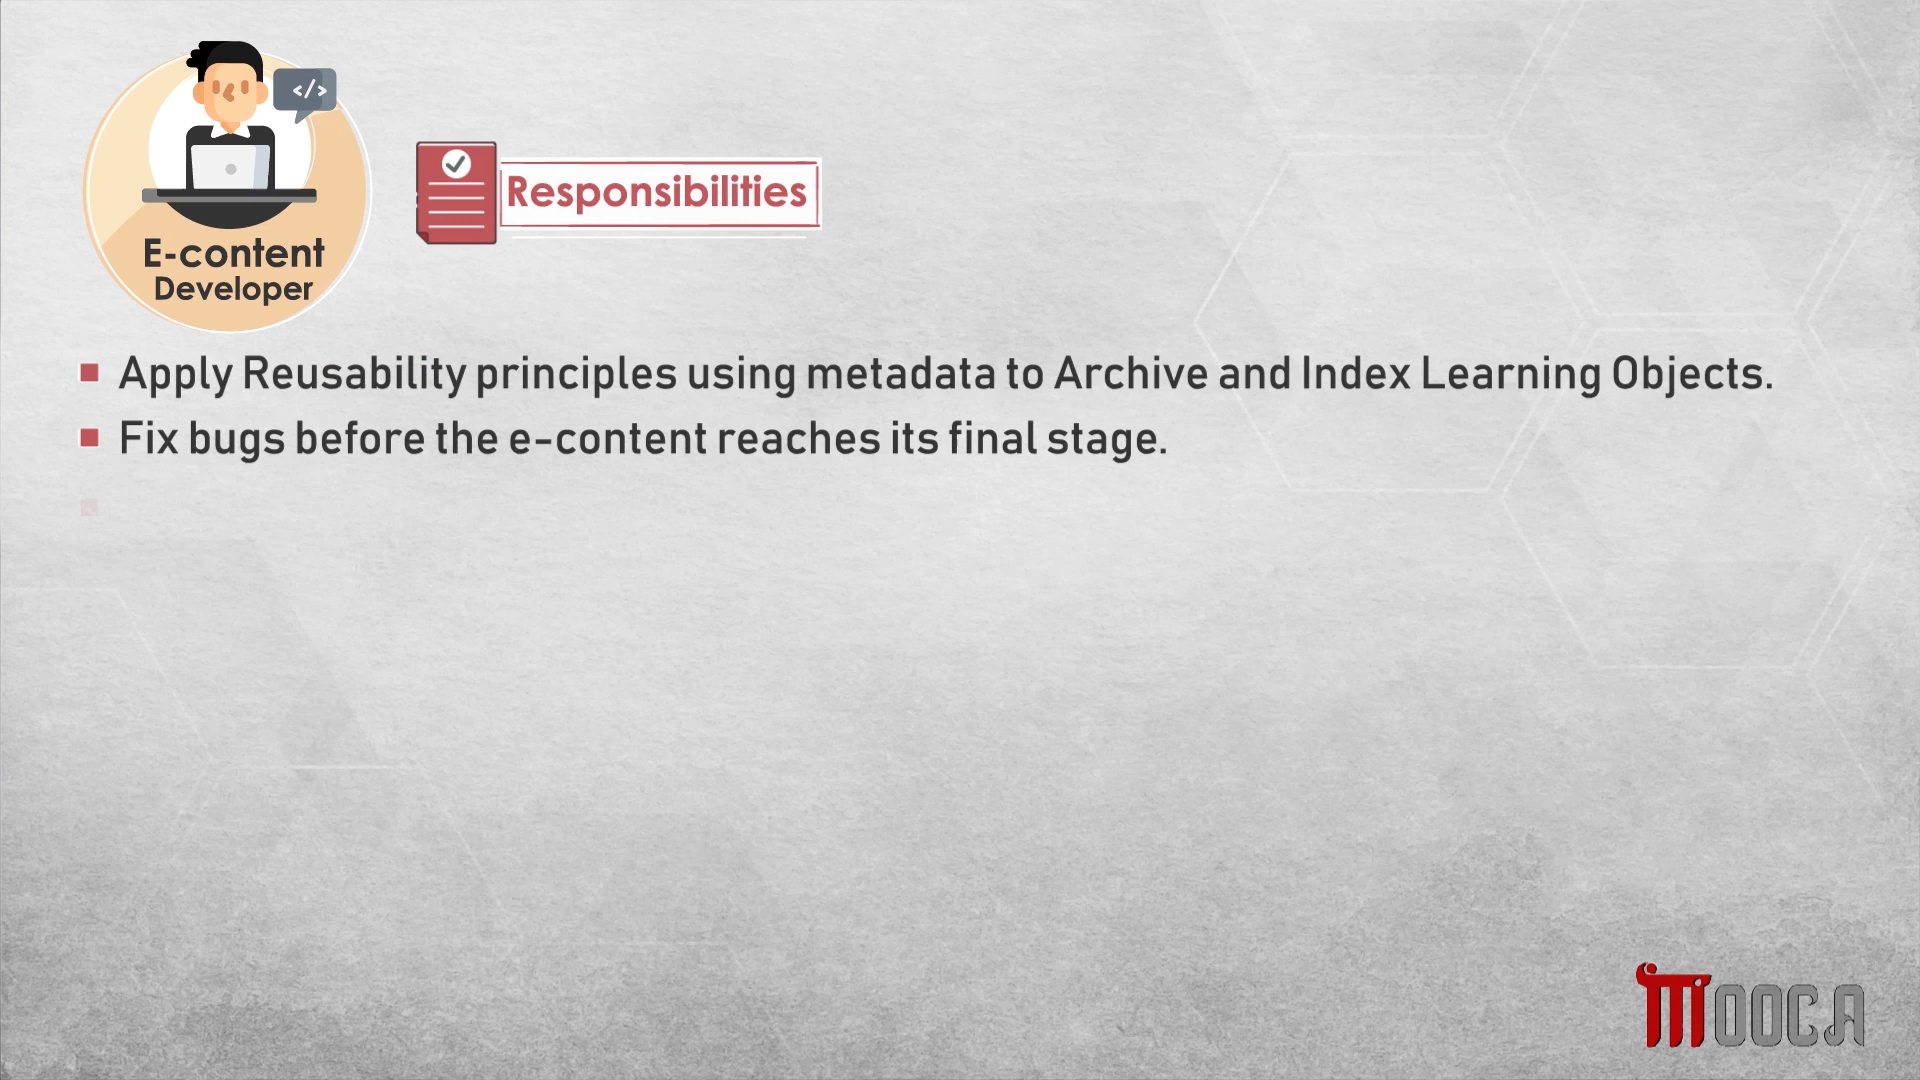 </>
E-content
Developer
Responsibilities
Apply Reusability principles using metadata to Archive and Index Learning Objects.
Fix bugs before the e-content reaches its final stage.
MOOCA